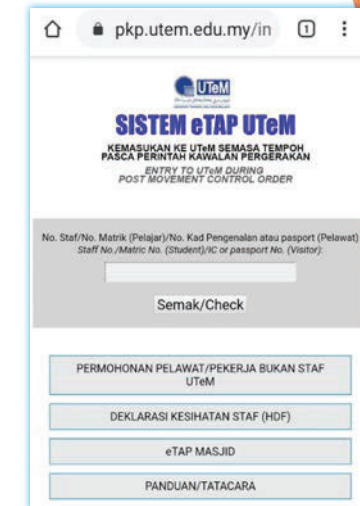 pkp.utem.edu.my/in
1
UTeM
SISTEM eTAP UTeM
KEMASUKAN KE UTeM SEMASA TEMPOH
PASCA PERINTAH KAWALAN PERGERAKAN
ENTRY TO UTeM DURING
POST MOVEMENT CONTROL ORDER
No. Staf/No. Matrik (Pelajar)/No. Kad Pengenalan atau pasport (Pelawat)
Staff No./Matric No. (Student)/IC or passport No. (Visitor):
Semak/Check
PERMOHONAN PELAWAT/PEKERJA BUKAN STAF
UTeM
DEKLARASI KESIHATAN STAF (HDF)
eTAP MASJID
PANDUAN/TATACARA